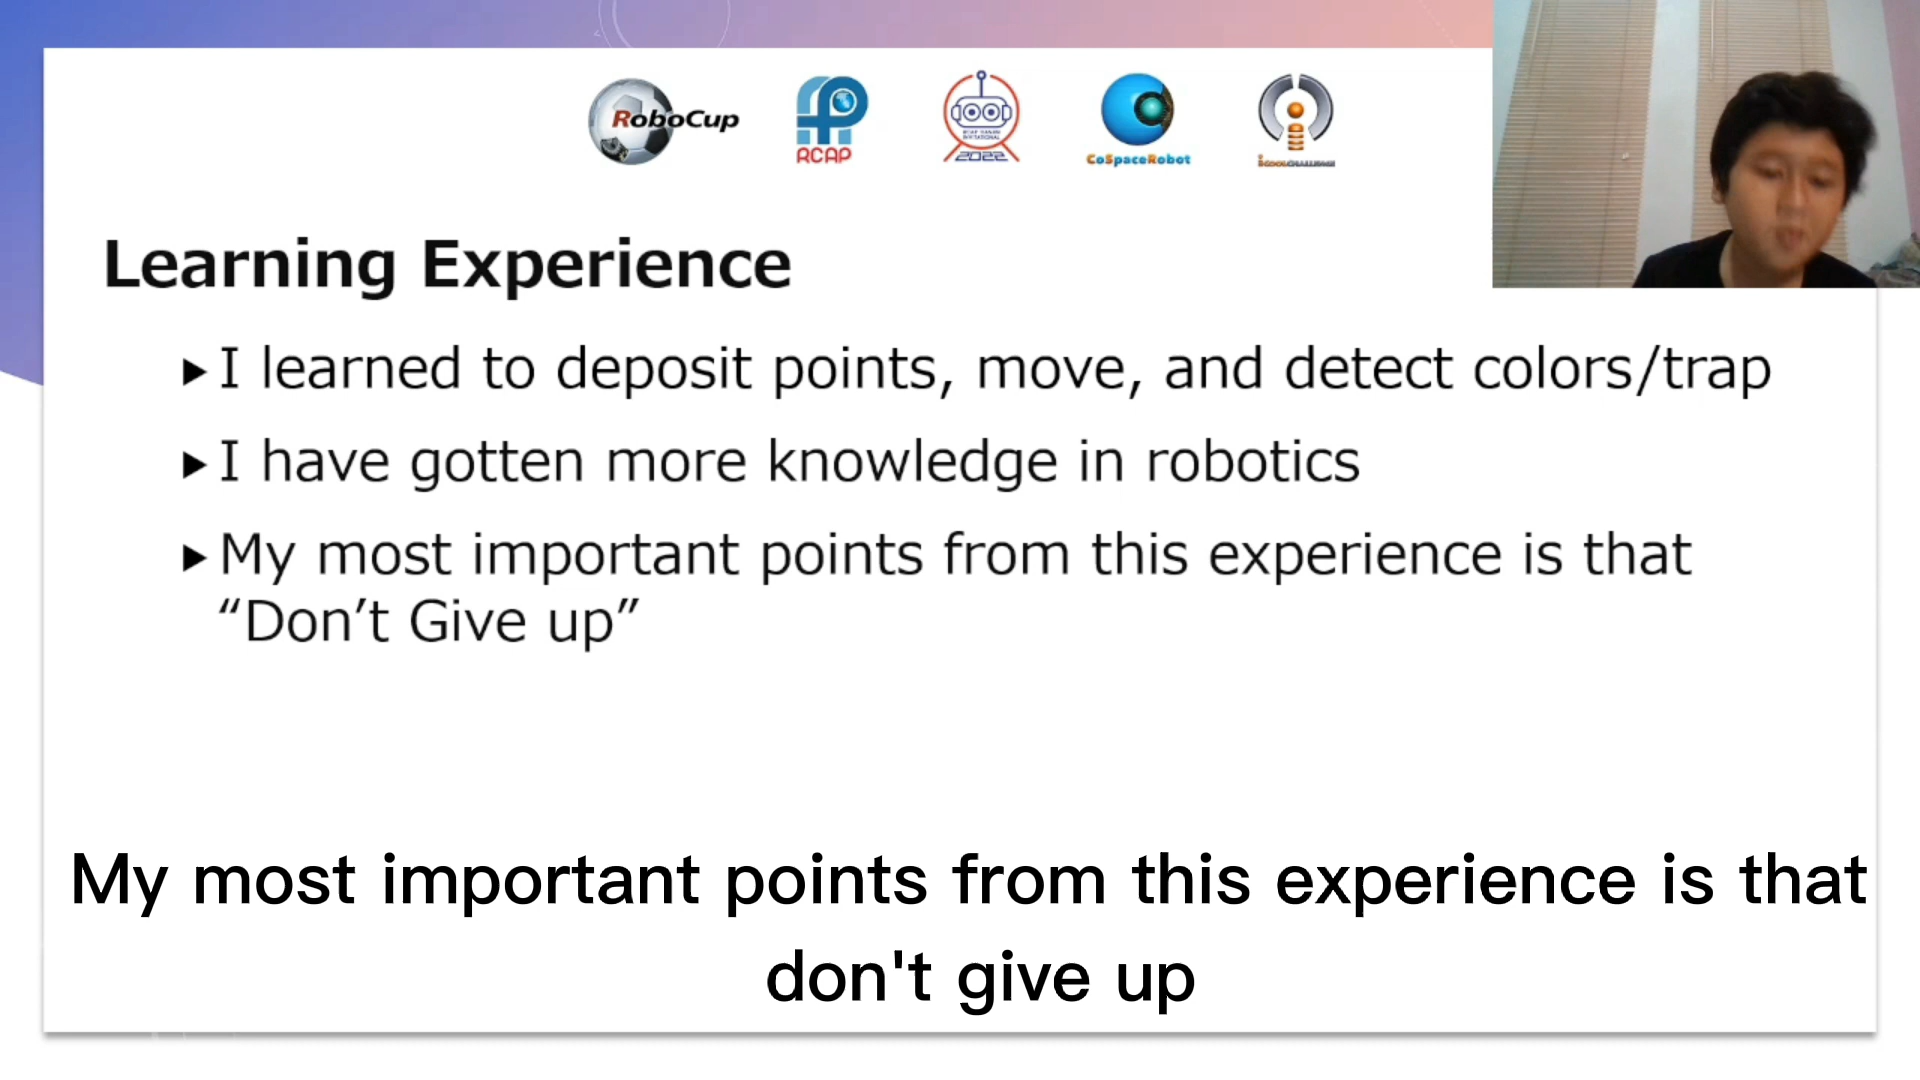 RoboCup
RCAP
2022
CoSpaceRobot
Learning Experience
I learned to deposit points, move, and detect colors/trap
I have gotten more knowledge in robotics
My most important points from this experience is that
“Don’t Give up”
My most important points from this experience is that
don't give up